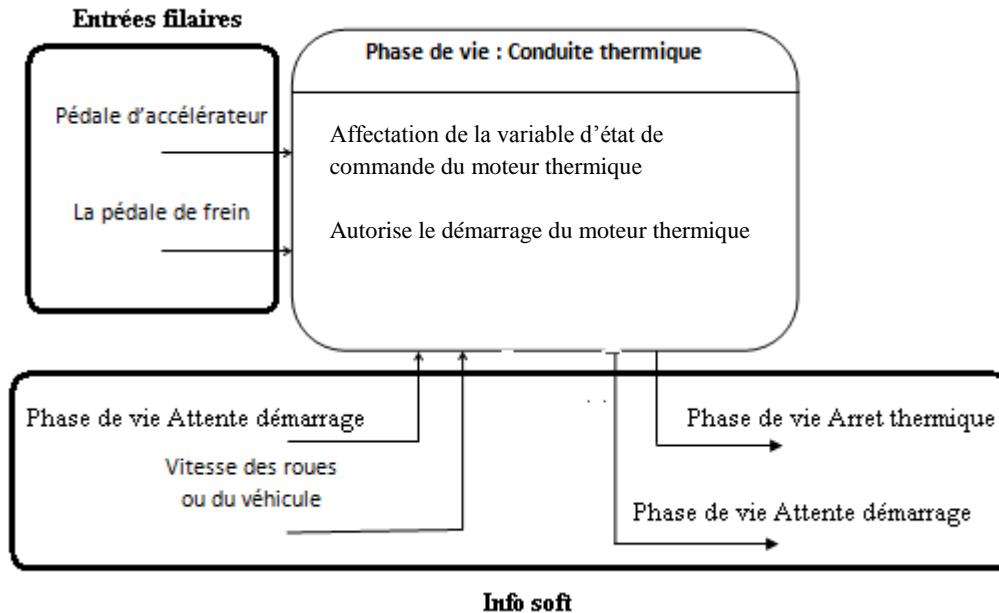 Entrées filaires
Phase de vie : Conduite thermique
Pédale d'accélérateur
La pédale de frein
Affectation de la variable d'état de
commande du moteur thermique
Autorise le démarrage du moteur thermique
Phase de vie Attente démarrage
Vitesse des roues
ou du véhicule
Phase de vie Arret thermique
Phase de vie Attente démarrage
Info soft